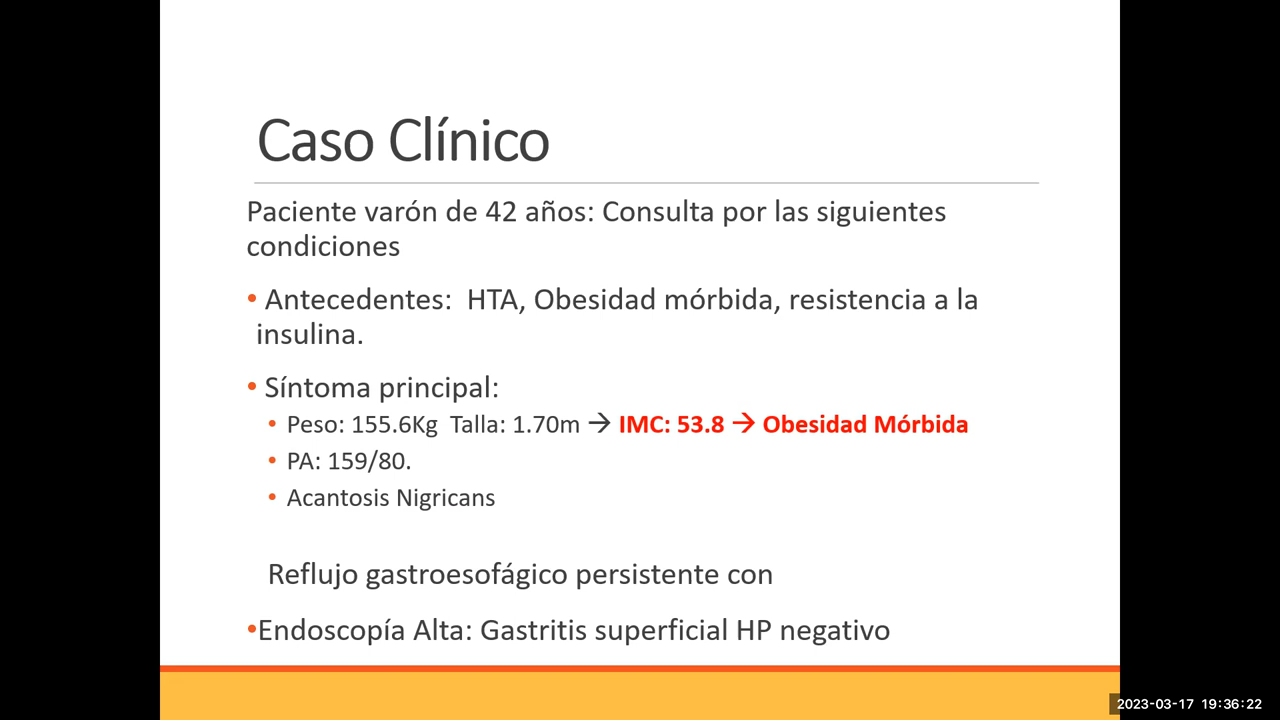 Caso Clínico
Paciente varón de 42 años: Consulta por las siguientes
condiciones
• Antecedentes:  HTA, Obesidad mórbida, resistencia a la
insulina.
• Síntoma principal:
• Peso: 155.6Kg  Talla: 1.70m → IMC: 53.8 → Obesidad Mórbida
• PA: 159/80.
• Acantosis Nigricans
Reflujo gastroesofágico persistente con
•Endoscopía Alta: Gastritis superficial HP negativo
2023-03-17 19:36:22